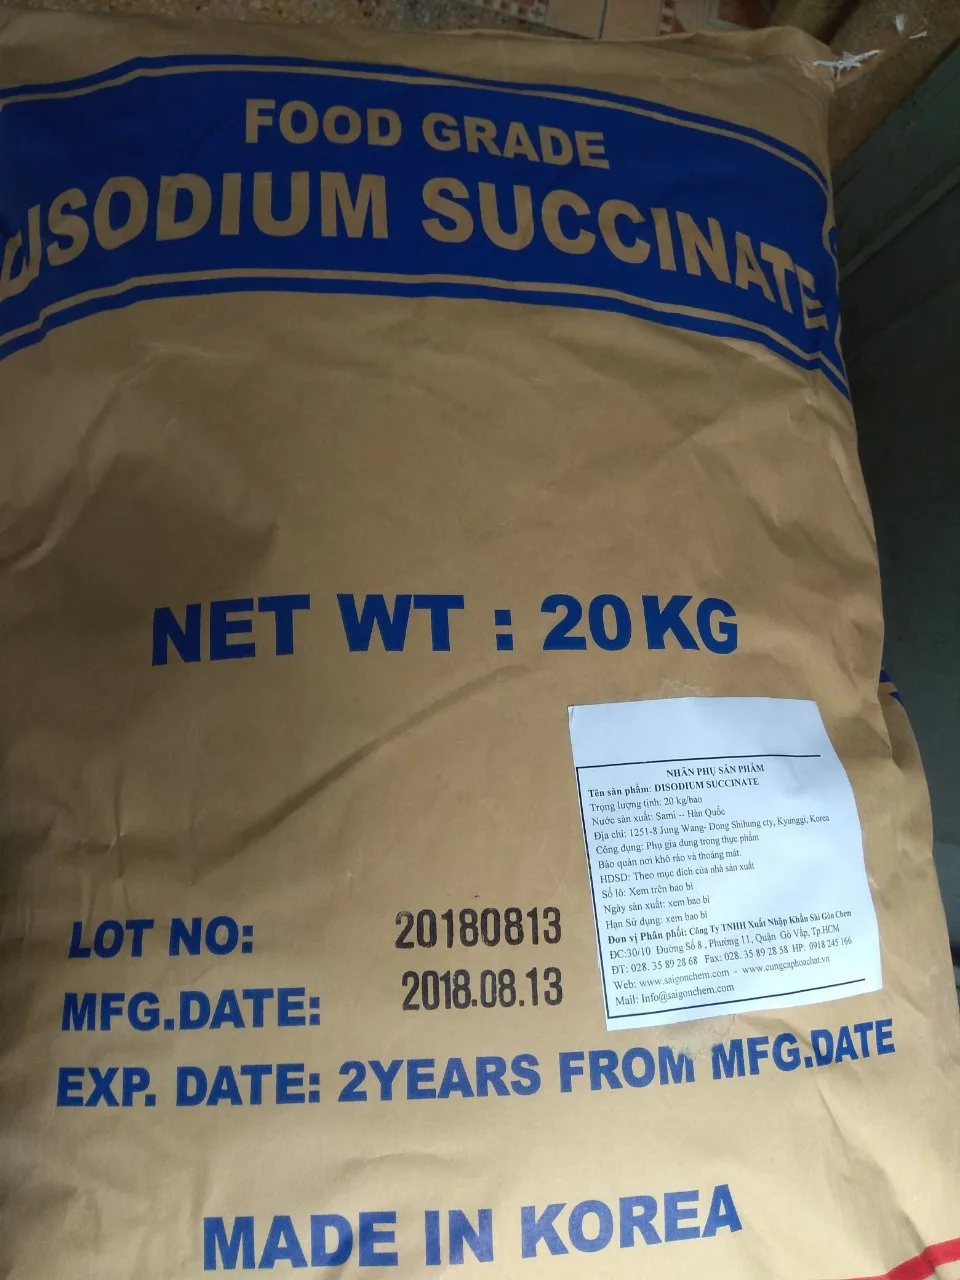 FOOD GRADE
DISODIUM SUCCINATE
NET WT : 20KG
NHÃN PHỤ SẢN PHẨM
Tên sản phẩm: DISODIUM SUCCINATE
Trọng lượng tịnh: 20 kg/bao
Nước sản xuất: Sami -- Hàn Quốc
Địa chỉ: 1251-8 Jung Wang- Dong Shihung cty, Kyunggi, Korea
Công dụng: Phụ gia dùng trong thực phẩm
Bảo quản nơi khô ráo và thoáng mát.
HDSD: Theo mục đích của nhà sản xuất
Số lô: Xem trên bao bì
Ngày sản xuất: xem bao bì
Hạn Sử dụng: xem bao bì
Đơn vị Phân phối: Công Ty TNHH Xuất Nhập Khẩu Sài Gòn Chem
ĐC:30/10 Đường Số 8 , Phường 11, Quận Gò Vấp, Tp.HCM
ĐT: 028. 35 89 28 68 Fax: 028. 35 89 28 58 HP: 0918 245 166
Web: www.saigonchem.com - www.cungcaphoachat.vn
Mail: Info@saigonchem.com
LOT NO: 20180813
MFG.DATE: 2018.08.13
EXP. DATE: 2YEARS FROM MFG.DATE
MADE IN KOREA